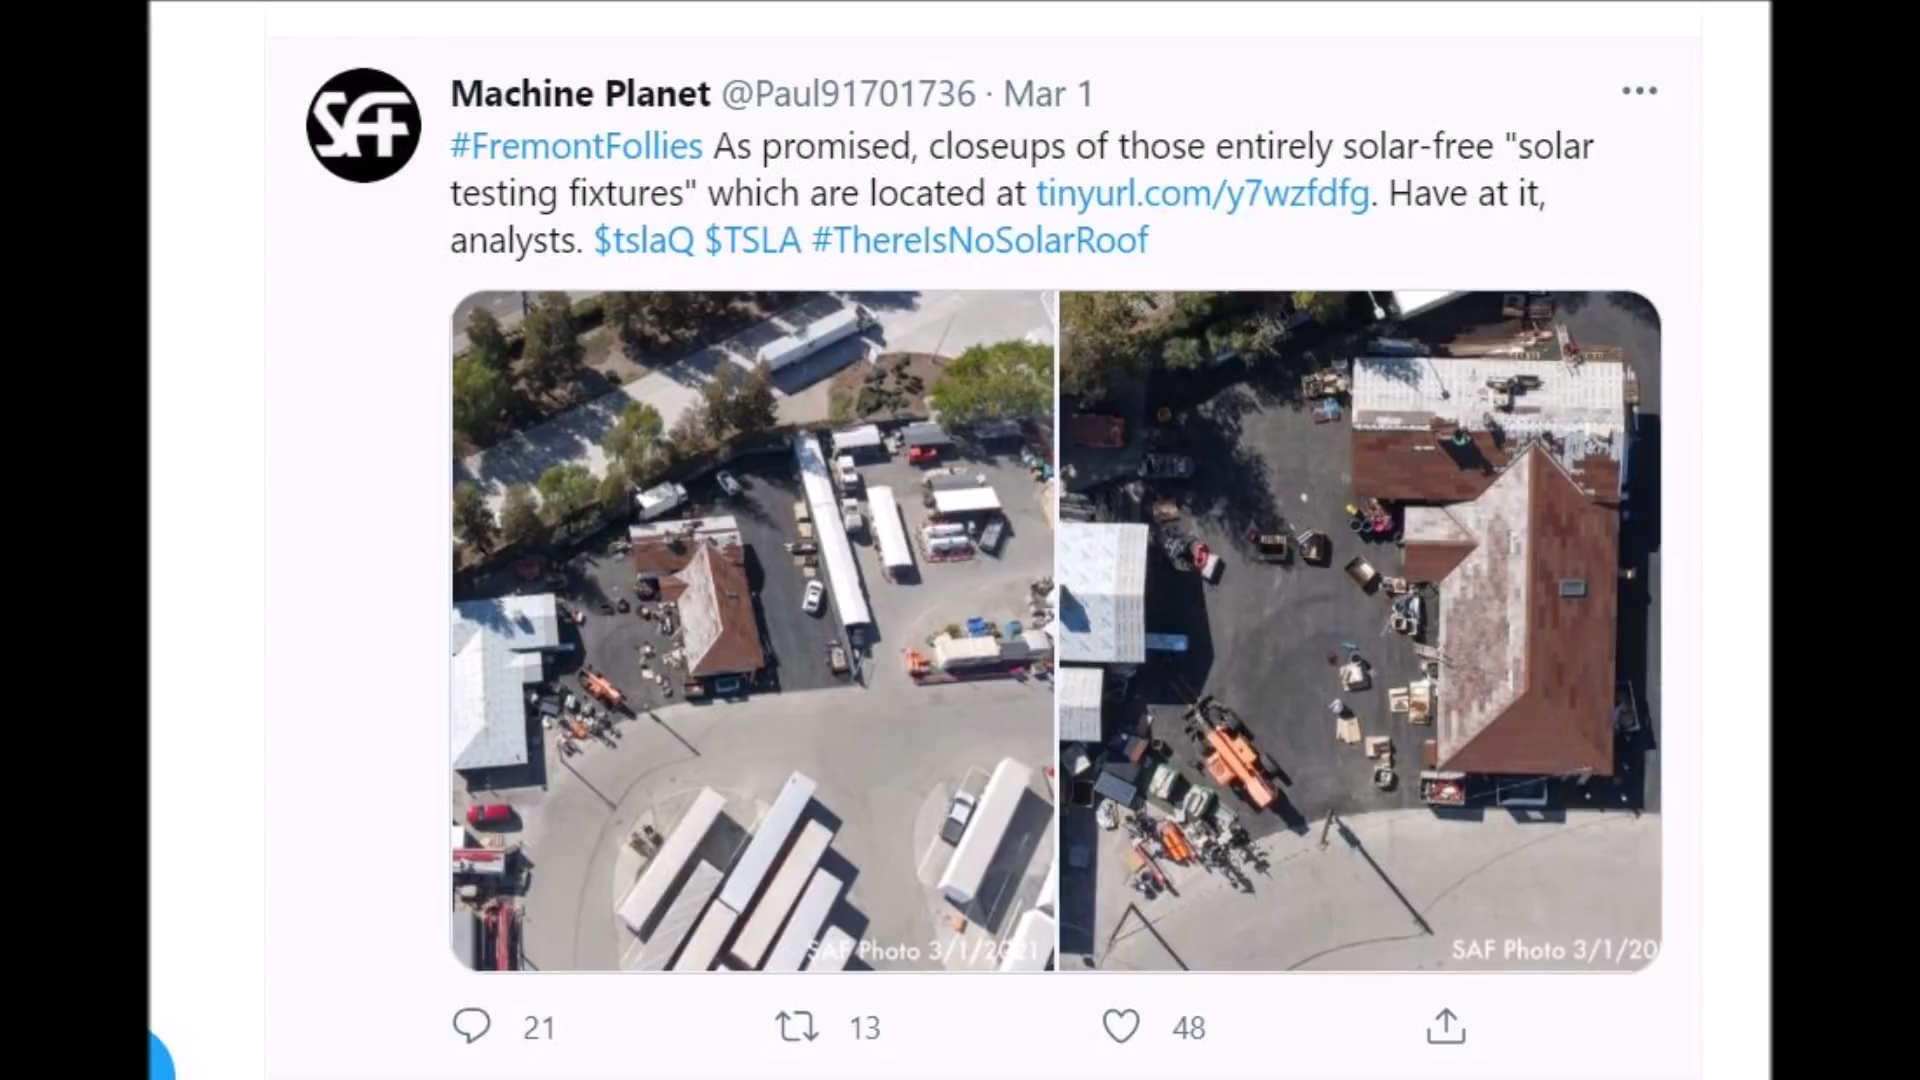 SAF
Machine Planet @Paul91701736 · Mar 1
#FremontFollies As promised, closeups of those entirely solar-free "solar
testing fixtures" which are located at tinyurl.com/y7wzfdfg. Have at it,
analysts. $tslaQ $TSLA #ThereIsNoSolarRoof
SAF Photo 3/1/2021
SAF Photo 3/1/20
21
13
48